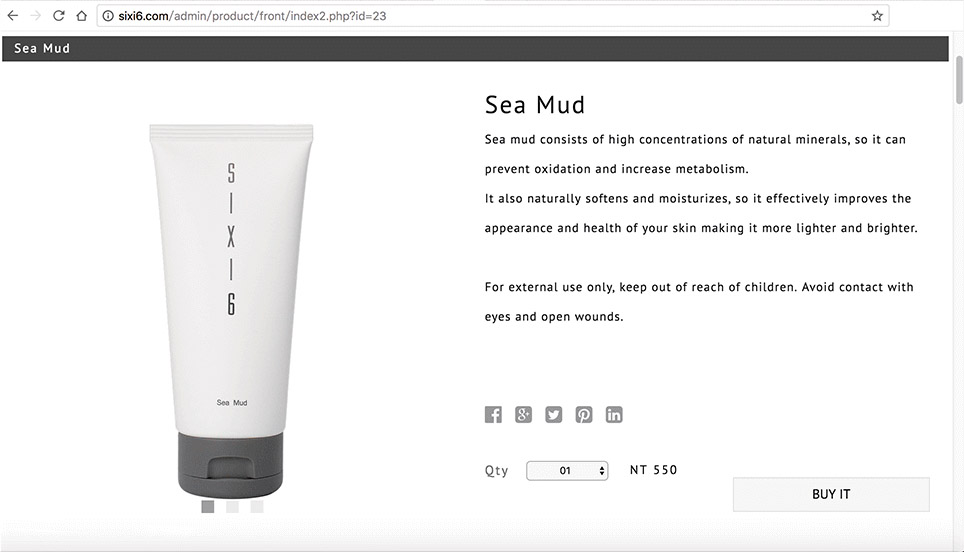 sixi6.com/admin/product/front/index2.php?id=23
Sea Mud
SIXI6
Sea Mud
Sea Mud
Sea mud consists of high concentrations of natural minerals, so it can
prevent oxidation and increase metabolism.
It also naturally softens and moisturizes, so it effectively improves the
appearance and health of your skin making it more lighter and brighter.
For external use only, keep out of reach of children. Avoid contact with
eyes and open wounds.
Qty 01 NT 550
BUY IT